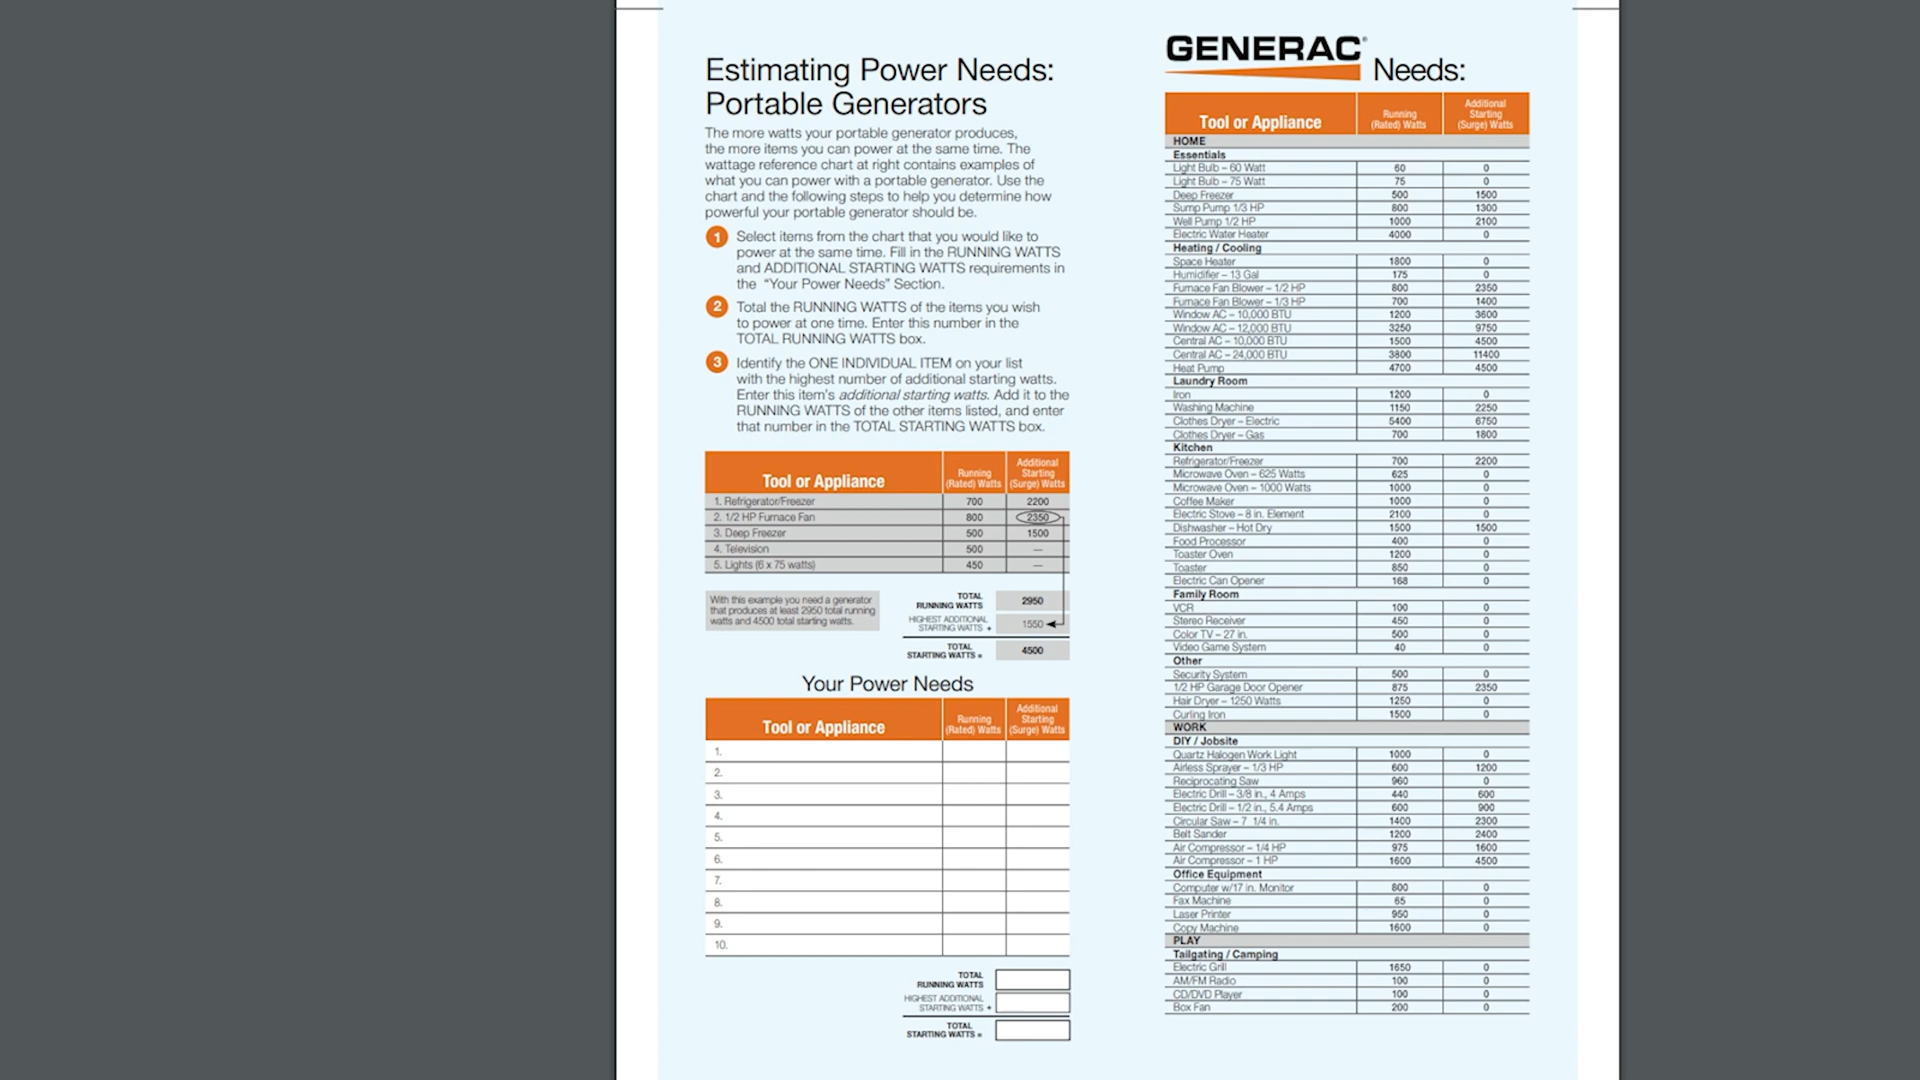 Estimating Power Needs:
Portable Generators
The more watts your portable generator produces,
the more items you can power at the same time. The
wattage reference chart at right contains examples of
what you can power with a portable generator. Use the
chart and the following steps to help you determine how
powerful your portable generator should be.
1 Select items from the chart that you would like to
power at the same time. Fill in the RUNNING WATTS
and ADDITIONAL STARTING WATTS requirements in
the “Your Power Needs” Section.
2 Total the RUNNING WATTS of the items you wish
to power at one time. Enter this number in the
TOTAL RUNNING WATTS box.
3 Identify the ONE INDIVIDUAL ITEM on your list
with the highest number of additional starting watts.
Enter this item's additional starting watts. Add it to the
RUNNING WATTS of the other items listed, and enter
that number in the TOTAL STARTING WATTS box.
Tool or Appliance Running (Rated) Watts Additional Starting (Surge) Watts
1. Refrigerator/Freezer 700 2200
2. 1/2 HP Furnace Fan 800 2350
3. Deep Freezer 500 1500
4. Television 500 —
5. Lights (6 x 75 watts) 450 —
With this example you need a generator
that produces at least 2950 total running
watts and 4500 total starting watts.
TOTAL
RUNNING WATTS 2950
HIGHEST ADDITIONAL
STARTING WATTS + 1550
TOTAL
STARTING WATTS = 4500
Your Power Needs
Tool or Appliance Running (Rated) Watts Additional Starting (Surge) Watts
1.
2.
3.
4.
5.
6.
7.
8.
9.
10.
TOTAL
RUNNING WATTS
HIGHEST ADDITIONAL
STARTING WATTS +
TOTAL
STARTING WATTS =
GENERAC® Needs:
Tool or Appliance Running (Rated) Watts Additional Starting (Surge) Watts
HOME
Essentials
Light Bulb – 60 Watt 60 0
Light Bulb – 75 Watt 75 0
Deep Freezer 500 1500
Sump Pump 1/3 HP 800 1300
Well Pump 1/2 HP 1000 2100
Electric Water Heater 4000 0
Heating / Cooling
Space Heater 1800 0
Humidifier – 13 Gal 175 0
Furnace Fan Blower – 1/2 HP 800 2350
Furnace Fan Blower – 1/3 HP 700 1400
Window AC – 10,000 BTU 1200 3600
Window AC – 12,000 BTU 3250 9750
Central AC – 10,000 BTU 1500 4500
Central AC – 24,000 BTU 3800 11400
Heat Pump 4700 4500
Laundry Room
Iron 1200 0
Washing Machine 1150 2250
Clothes Dryer – Electric 5400 6750
Clothes Dryer – Gas 700 1800
Kitchen
Refrigerator/Freezer 700 2200
Microwave Oven – 625 Watts 625 0
Microwave Oven – 1000 Watts 1000 0
Coffee Maker 1000 0
Electric Stove – 8 in. Element 2100 0
Dishwasher – Hot Dry 1500 1500
Food Processor 400 0
Toaster Oven 1200 0
Toaster 850 0
Electric Can Opener 168 0
Family Room
VCR 100 0
Stereo Receiver 450 0
Color TV – 27 in. 500 0
Video Game System 40 0
Other
Security System 500 0
1/2 HP Garage Door Opener 875 2350
Hair Dryer – 1250 Watts 1250 0
Curling Iron 1500 0
WORK
DIY / Jobsite
Quartz Halogen Work Light 1000 0
Airless Sprayer – 1/3 HP 600 1200
Reciprocating Saw 960 0
Electric Drill – 3/8 in., 4 Amps 440 600
Electric Drill – 1/2 in., 5.4 Amps 600 900
Circular Saw – 7 1/4 in. 1400 2300
Belt Sander 1200 2400
Air Compressor – 1/4 HP 975 1600
Air Compressor – 1 HP 1600 4500
Office Equipment
Computer w/17 in. Monitor 800 0
Fax Machine 65 0
Laser Printer 950 0
Copy Machine 1600 0
PLAY
Tailgating / Camping
Electric Grill 1650 0
AM/FM Radio 100 0
CD/DVD Player 100 0
Box Fan 200 0